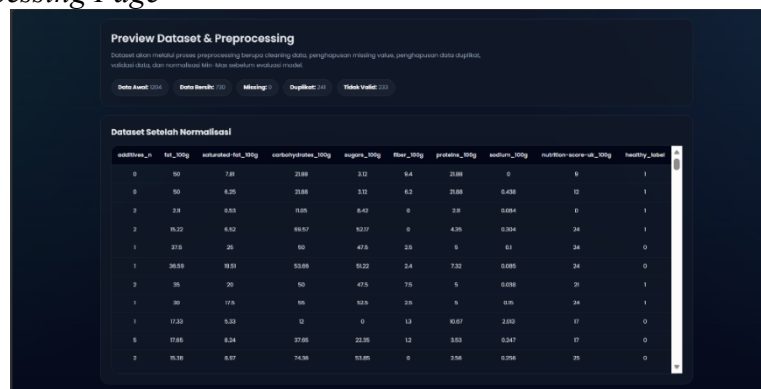 Page
Preview Dataset & Preprocessing
Dataset akan melalui proses preprocessing berupa cleaning data, penghapusan missing value, penghapusan data duplikat,
validasi data, dan normalisasi Min-Max sebelum evaluasi model.
Data Awal: 1204 Data Bersih: 730 Missing: 0 Duplikat: 241 Tidak Valid: 233
Dataset Setelah Normalisasi
additives_n fat_100g saturated-fat_100g carbohydrates_100g sugars_100g fiber_100g proteins_100g sodium_100g nutrition-score-uk_100g healthy_label
0 50 7.81 21.88 3.12 9.4 21.88 0 9 1
0 50 6.25 21.88 3.12 6.2 21.88 0.438 12 1
2 2.11 0.53 11.05 8.42 0 2.11 0.084 0 1
2 15.22 6.52 69.57 52.17 0 4.35 0.304 24 1
1 37.5 25 50 47.5 2.5 5 0.1 24 0
1 36.59 19.51 53.66 51.22 2.4 7.32 0.085 24 0
2 35 20 50 47.5 7.5 5 0.038 21 1
1 30 17.5 55 52.5 2.5 5 0.15 24 1
1 17.33 5.33 12 0 1.3 10.67 2.013 17 0
5 17.65 8.24 37.65 22.35 1.2 3.53 0.247 17 0
2 15.38 8.97 74.36 53.85 0 2.56 0.256 25 0